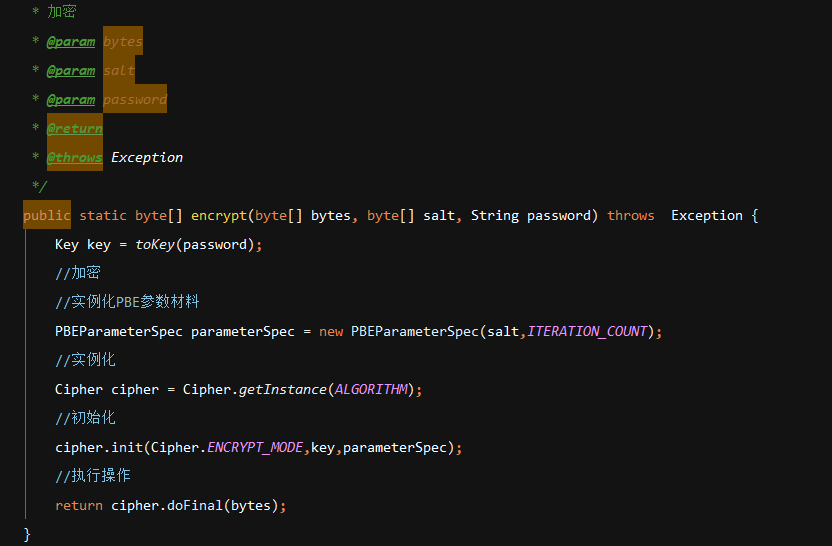 * 加密
* @param bytes
* @param salt
* @param password
* @return
* @throws Exception
*/
public static byte[] encrypt(byte[] bytes, byte[] salt, String password) throws  Exception {
Key key = toKey(password);
//加密
//实例化PBE参数材料
PBEParameterSpec parameterSpec = new PBEParameterSpec(salt,ITERATION_COUNT);
//实例化
Cipher cipher = Cipher.getInstance(ALGORITHM);
//初始化
cipher.init(Cipher.ENCRYPT_MODE,key,parameterSpec);
//执行操作
return cipher.doFinal(bytes);
}